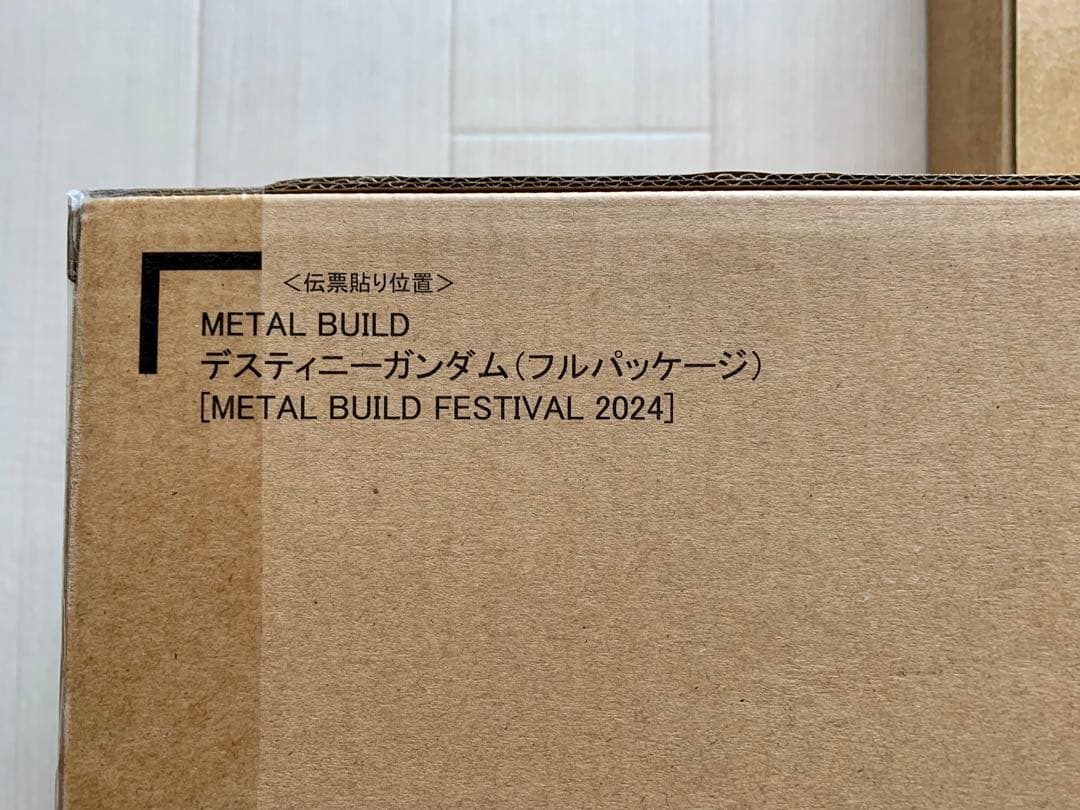 ＜伝票貼り位置＞
METAL BUILD
デスティニーガンダム（フルパッケージ）
[METAL BUILD FESTIVAL 2024]